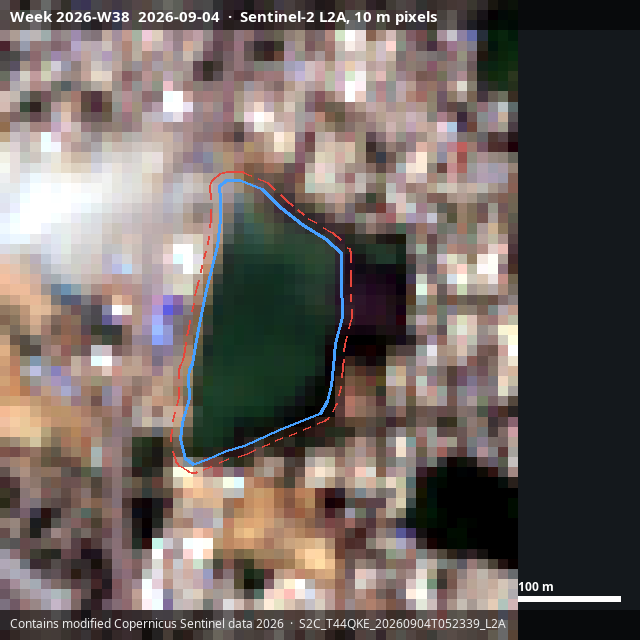 Week 2026-W38 2026-09-04 · Sentinel-2 L2A, 10 m pixels
100 m
Contains modified Copernicus Sentinel data 2026 · S2C_T44QKE_20260904T052339_L2A